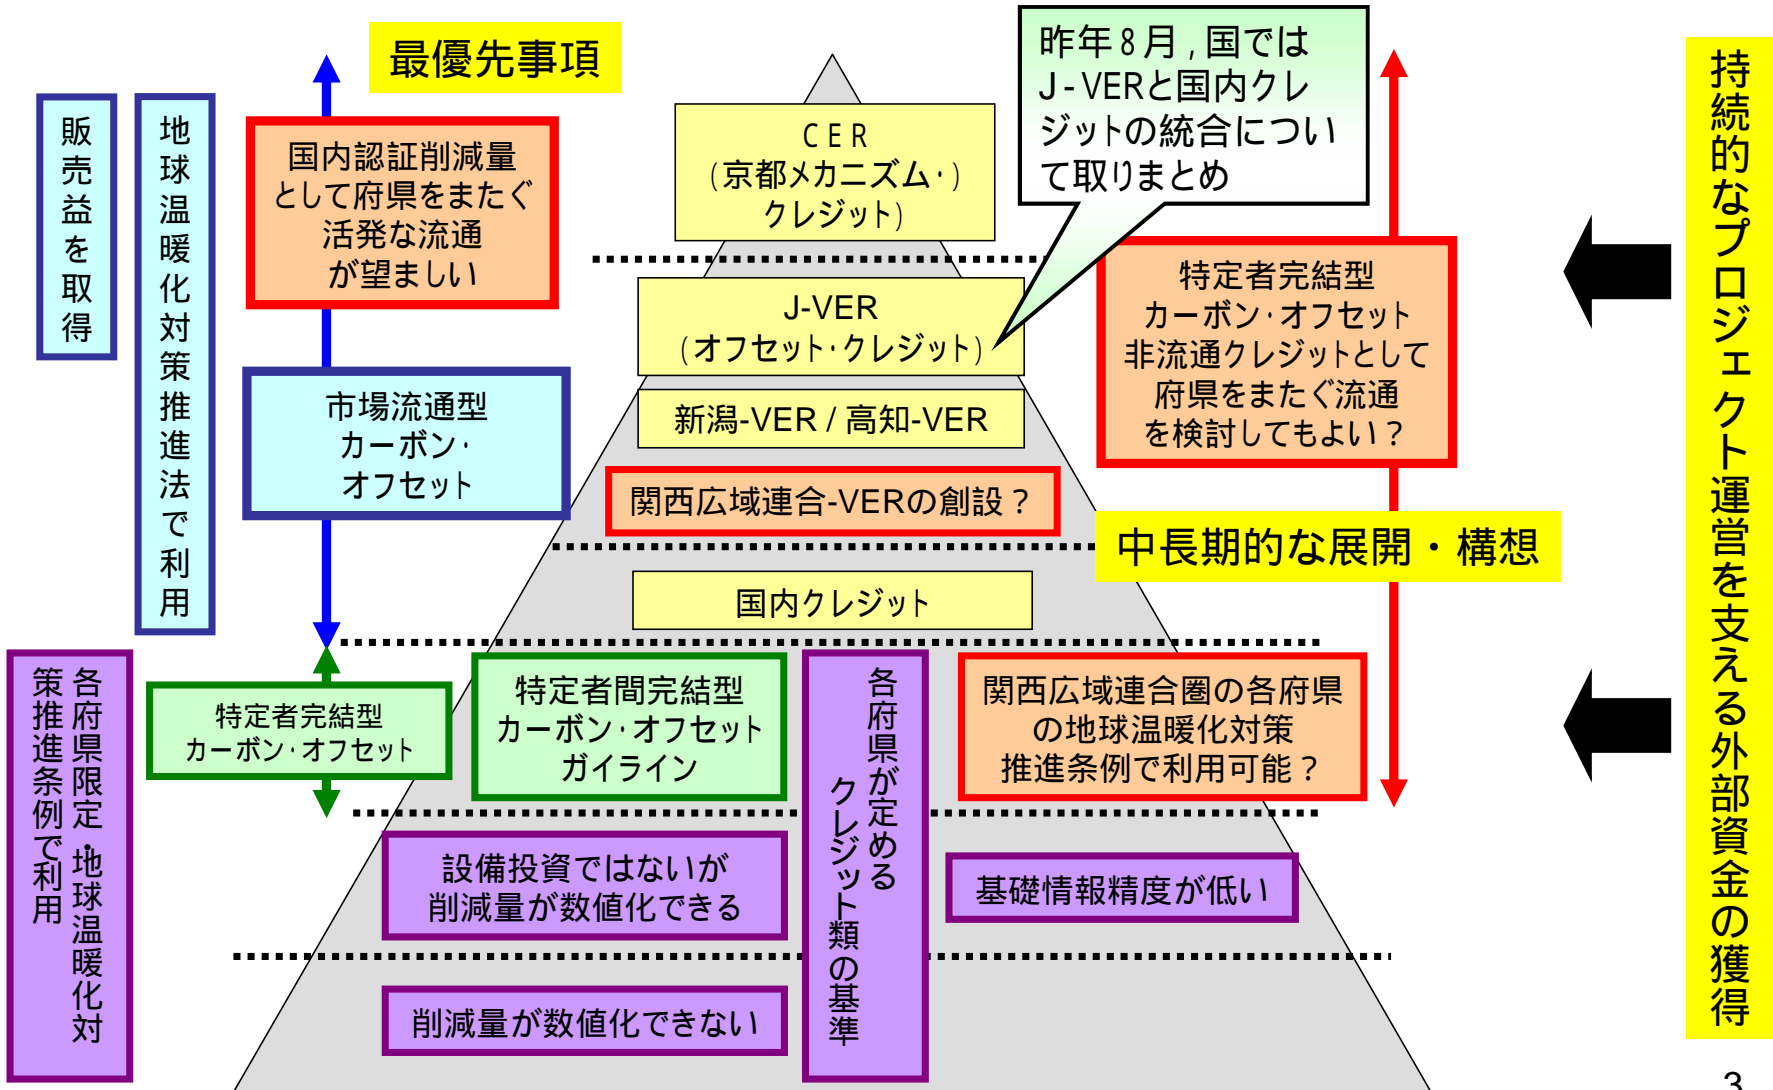 最優先事項
昨年8月,国では
J-VERと国内クレ
ジットの統合につい
て取りまとめ
販売益を取得
地球温暖化対策推進法で利用
国内認証削減量
として府県をまたぐ
活発な流通
が望ましい
CER
(京都メカニズム・)
クレジット)
J-VER
(オフセット・クレジット)
新潟-VER / 高知-VER
関西広域連合-VERの創設？
国内クレジット
市場流通型
カーボン・
オフセット
特定者完結型
カーボン・オフセット
非流通クレジットとして
府県をまたぐ流通
を検討してもよい？
中長期的な展開・構想
持続的なプロジェクト運営を支える外部資金の獲得
各府県限定・地球温暖化対
策推進条例で利用
特定者完結型
カーボン・オフセット
特定者間完結型
カーボン・オフセット
ガイライン
各府県が定める
クレジット類の基準
関西広域連合圏の各府県
の地球温暖化対策
推進条例で利用可能？
設備投資ではないが
削減量が数値化できる
基礎情報精度が低い
削減量が数値化できない
3